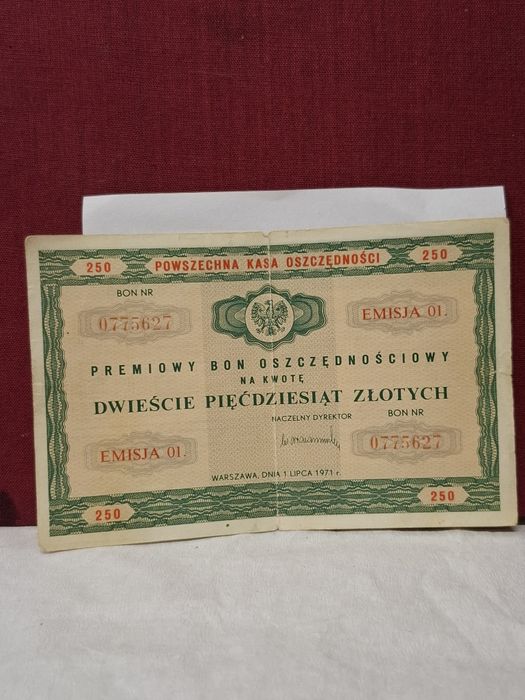 250 POWSZECHNA KASA OSZCZĘDNOŚCI 250
BON NR
0775627
EMISJA 01.
PREMIOWY BON OSZCZĘDNOŚCIOWY
NA KWOTĘ
DWIEŚCIE PIĘĆDZIESIĄT ZŁOTYCH
NACZELNY DYREKTOR
BON NR
EMISJA 01.
0775627
WARSZAWA, DNIA 1 LIPCA 1971 r.
250
250